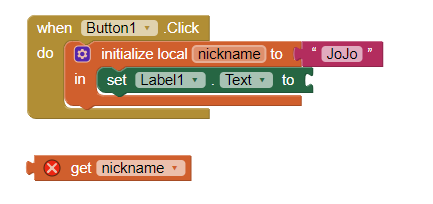 when Button1 .Click
do initialize local nickname to " JoJo "
in set Label1 . Text to
get nickname